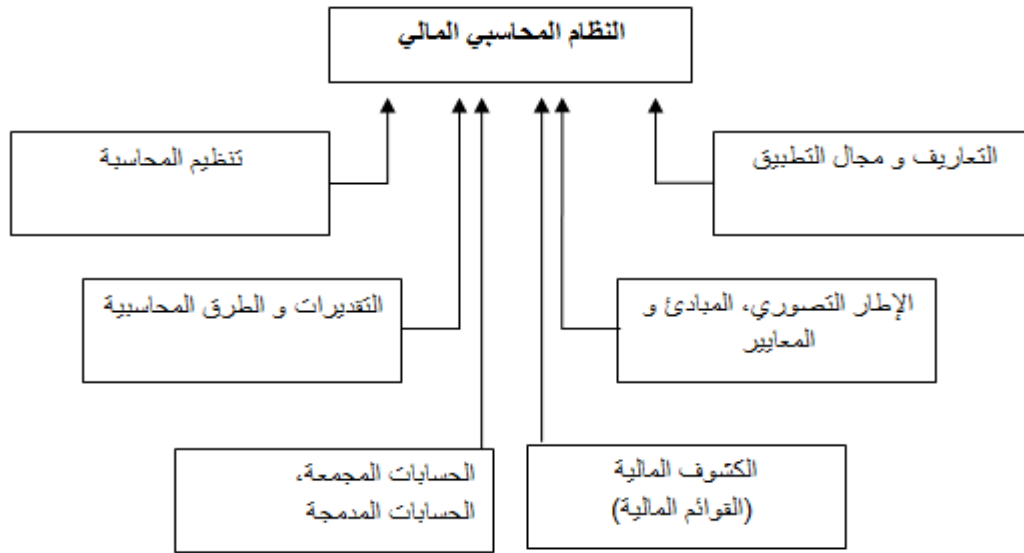 النظام المحاسبي المالي
التعاريف و مجال التطبيق
تنظيم المحاسبة
الإطار التصوري، المبادئ و
المعايير
التقديرات و الطرق المحاسبية
الكشوف المالية
(القوائم المالية)
الحسابات المجمعة،
الحسابات المدمجة